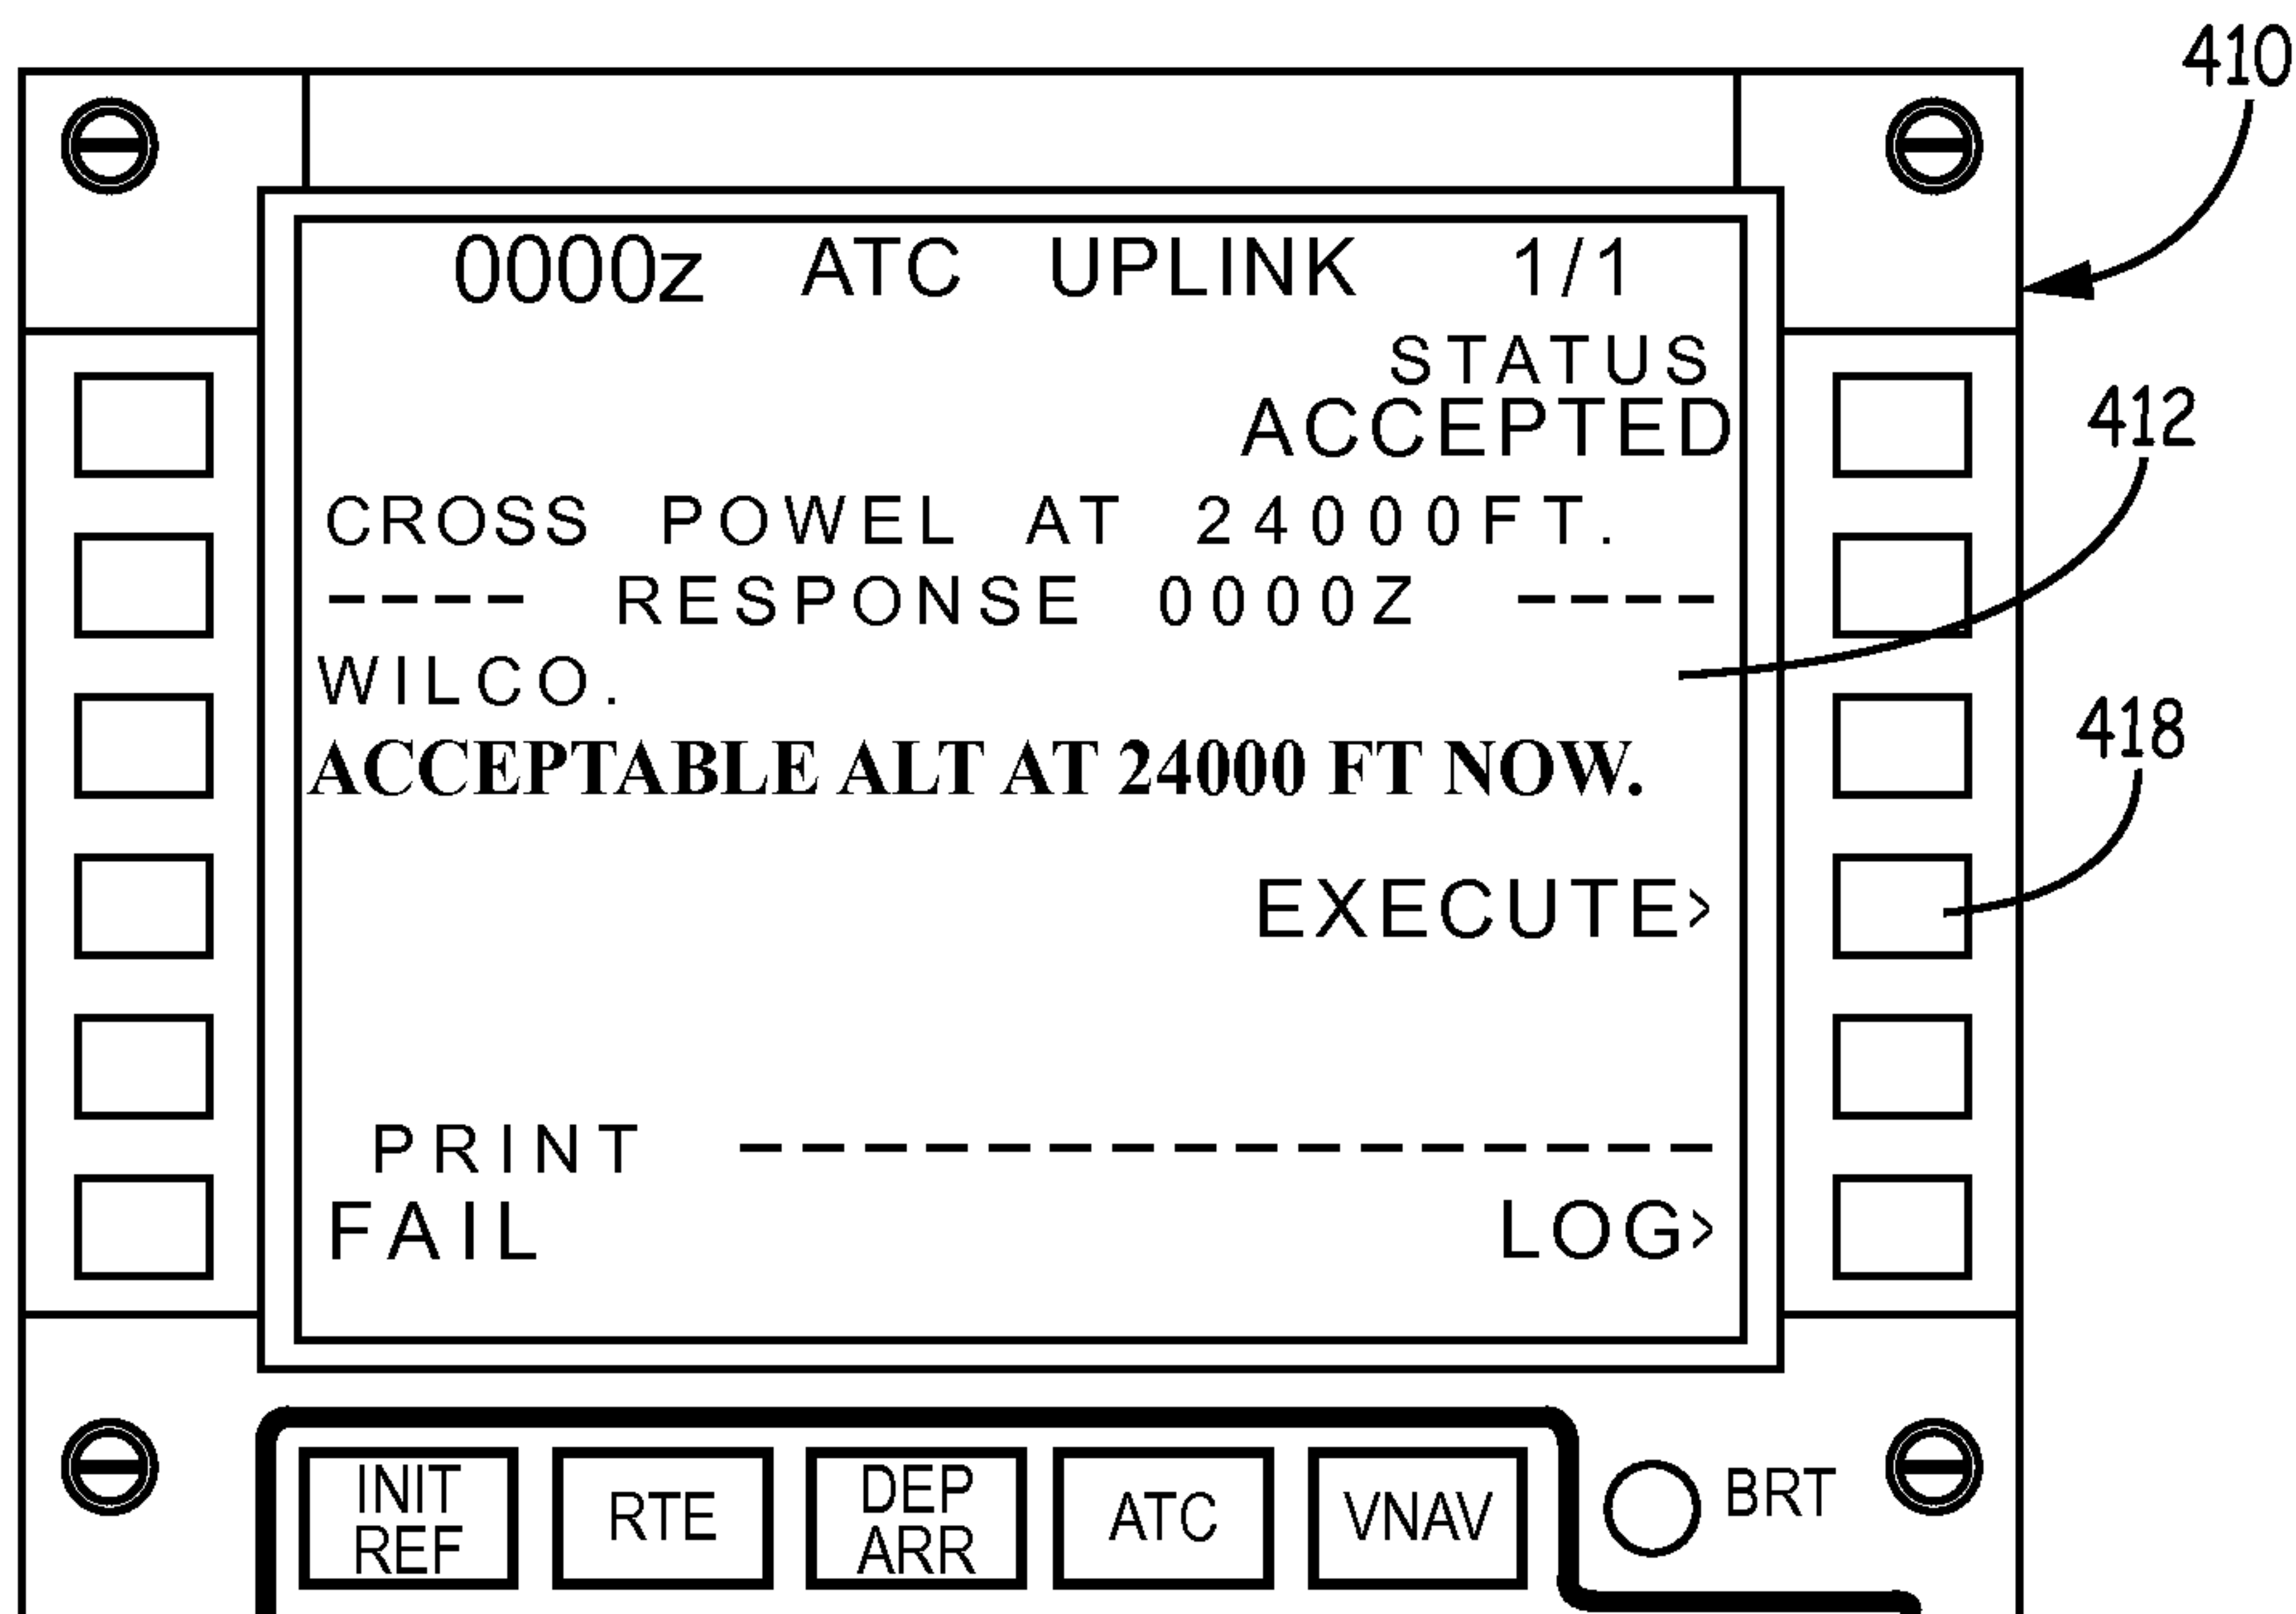 410
0000z ATC UPLINK 1/1
STATUS
ACCEPTED
412
CROSS POWEL AT 24000FT.
---- RESPONSE 0000Z ----
WILCO.
418
ACCEPTABLE ALT AT 24000 FT NOW.
EXECUTE>
PRINT ----------------
FAIL LOG>
INIT REF
RTE
DEP ARR
ATC
VNAV
BRT